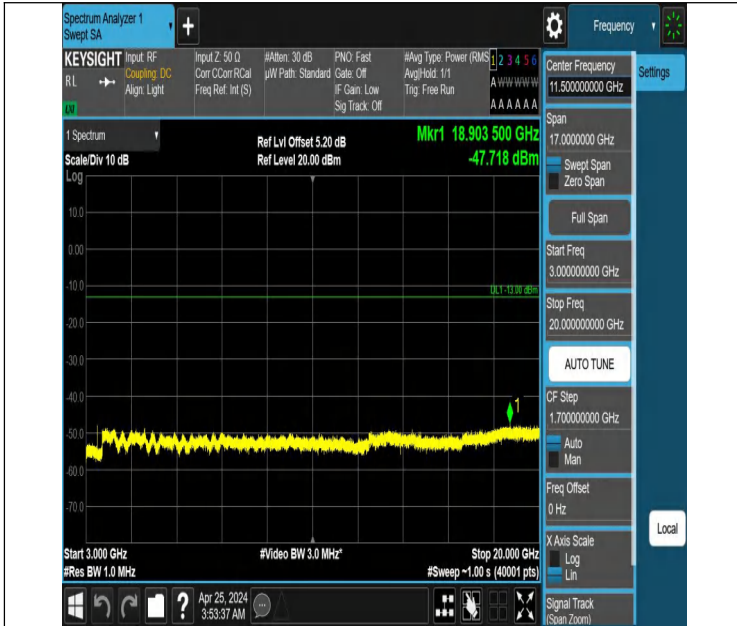 Spectrum Analyzer 1
Swept SA
+
Frequency
KEYSIGHT
RL
Input: RF
Coupling: DC
Align: Light
Input Z: 50 Ω
Corr CCorr RCal
Freq Ref: Int (S)
#Atten: 30 dB
µW Path: Standard
PNO: Fast
Gate: Off
IF Gain: Low
Sig Track: Off
#Avg Type: Power (RMS
Avg|Hold: 1/1
Trig: Free Run
1 2 3 4 5 6
A W W W W W
A A A A A A
1 Spectrum
Scale/Div 10 dB
Log
Ref Lvl Offset 5.20 dB
Ref Level 20.00 dBm
Mkr1 18.903 500 GHz
-47.718 dBm
10.0
0.00
-10.0
DL1 -13.00 dBm
-20.0
-30.0
-40.0
1
-50.0
-60.0
-70.0
Start 3.000 GHz
#Res BW 1.0 MHz
#Video BW 3.0 MHz*
Stop 20.000 GHz
#Sweep ~1.00 s (40001 pts)
?
Apr 25, 2024
3:53:37 AM
Center Frequency
11.500000000 GHz
Settings
Span
17.0000000 GHz
Swept Span
Zero Span
Full Span
Start Freq
3.000000000 GHz
Stop Freq
20.000000000 GHz
AUTO TUNE
CF Step
1.700000000 GHz
Auto
Man
Freq Offset
0 Hz
X Axis Scale
Log
Lin
Local
Signal Track
(Span Zoom)